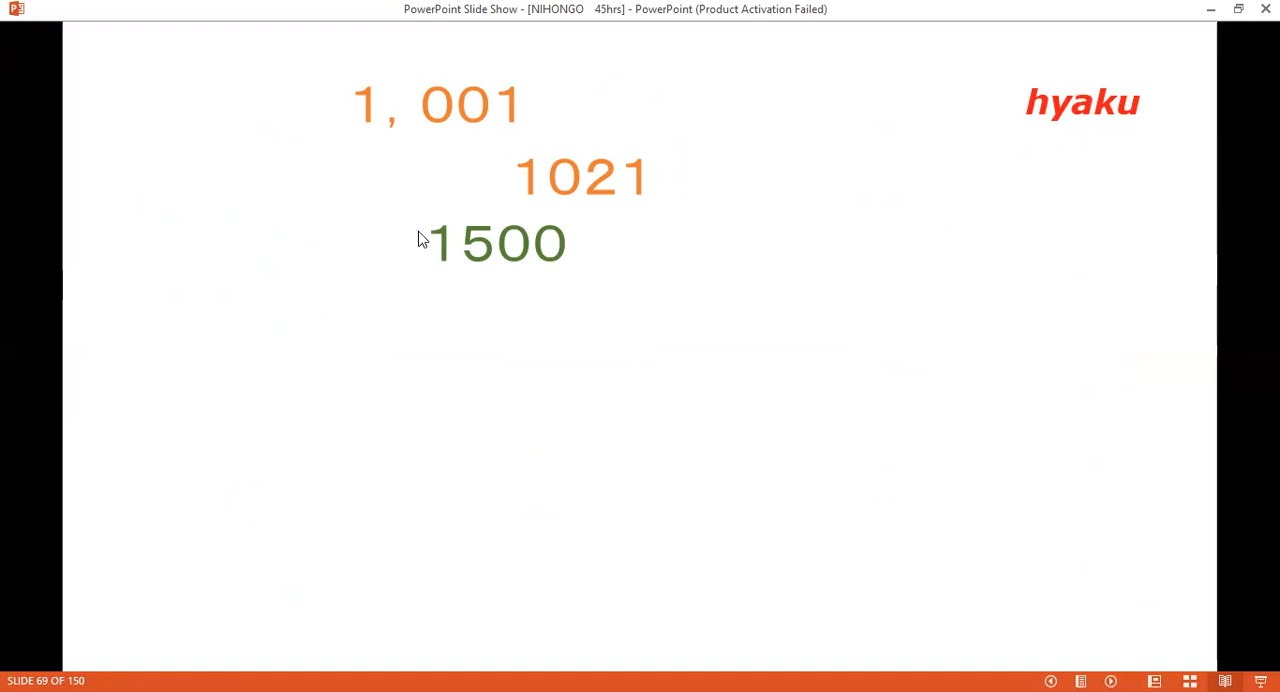 PowerPoint Slide Show - [NIHONGO 45hrs] - PowerPoint (Product Activation Failed)
1, 001
hyaku
1021
1500
SLIDE 69 OF 150